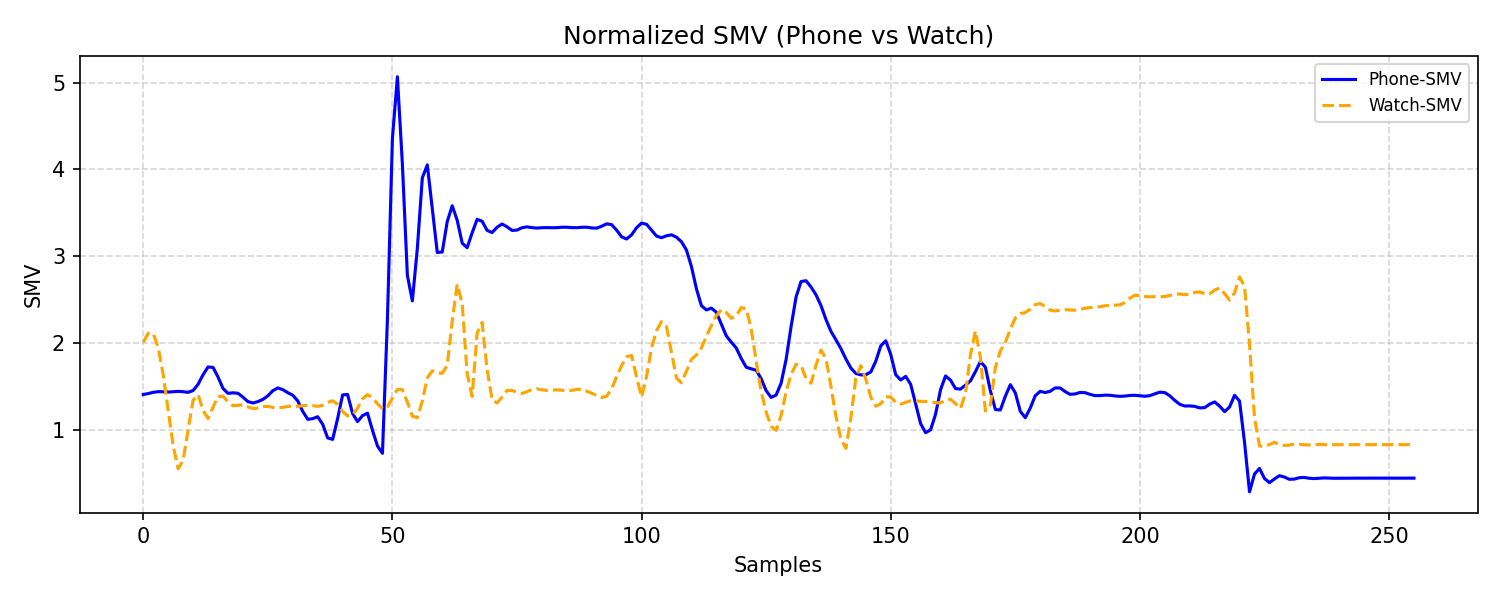 Normalized SMV (Phone vs Watch)
Phone-SMV
Watch-SMV
SMV
5
4
3
2
1
0 50 100 150 200 250
Samples